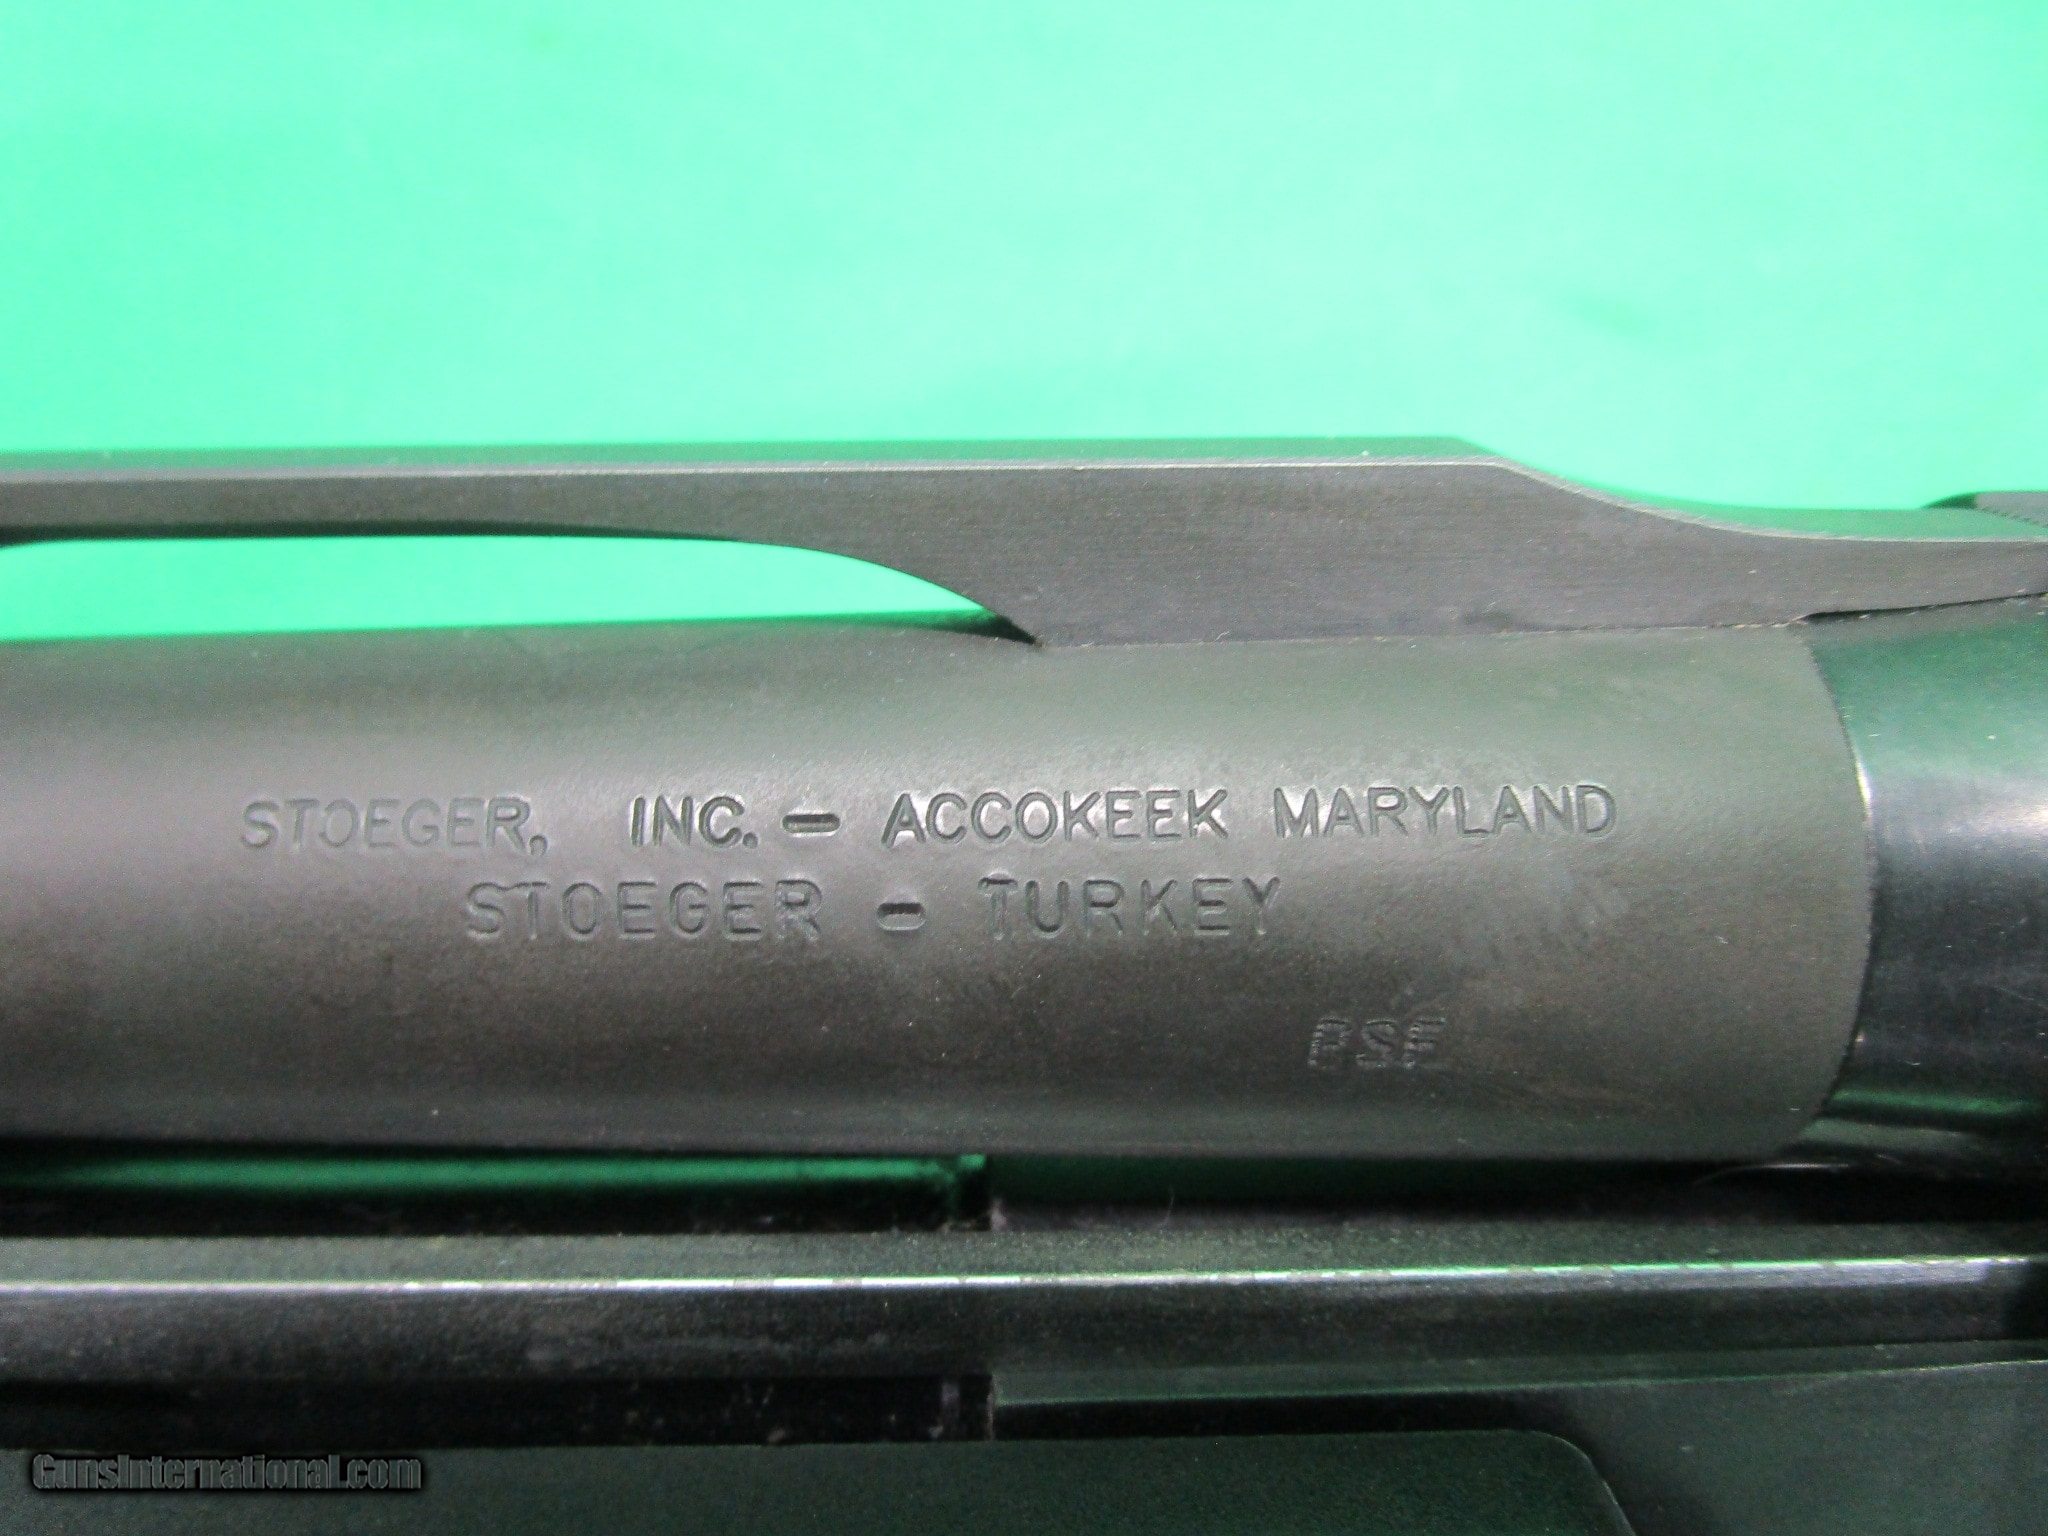 STOEGER, INC. - ACCOKEEK MARYLAND
STOEGER - TURKEY
GunsInternational.com